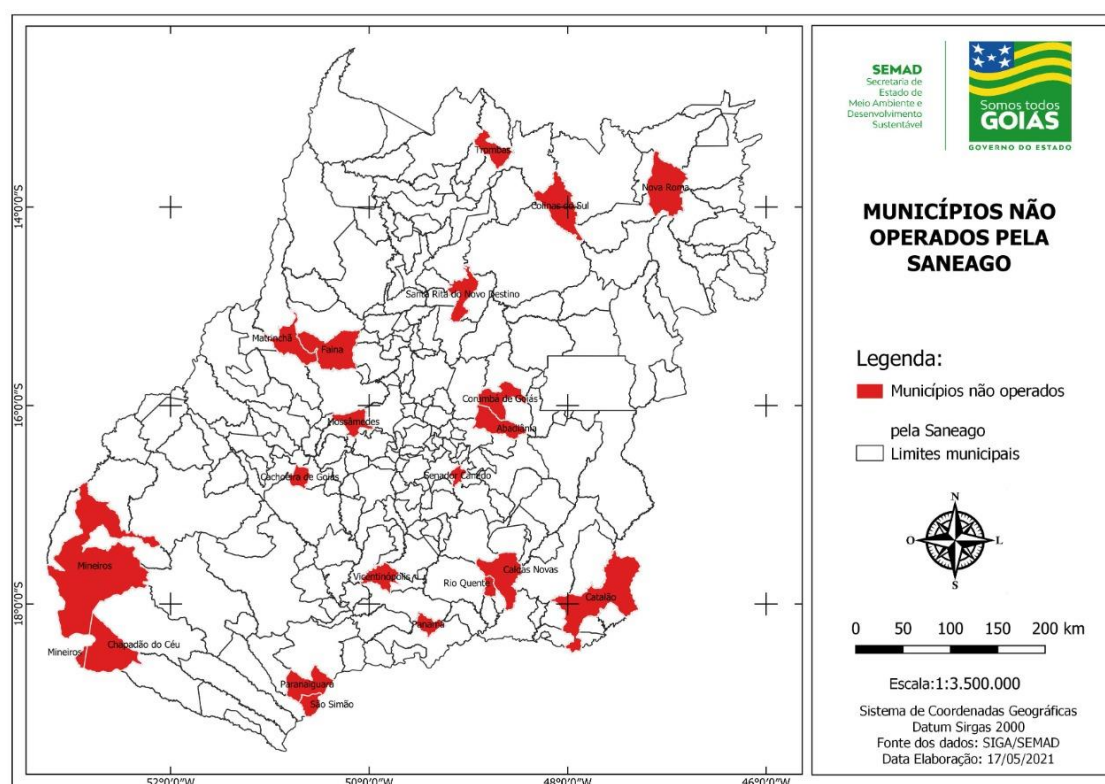 SEMAD
Secretaria de
Estado de
Meio Ambiente e
Desenvolvimento
Sustentável
Somos todos
GOIÁS
GOVERNO DO ESTADO
MUNICÍPIOS NÃO
OPERADOS PELA
SANEAGO
Legenda:
Municípios não operados
pela Saneago
Limites municipais
N
O
L
S
0 50 100 150 200 km
Escala:1:3.500.000
Sistema de Coordenadas Geográficas
Datum Sirgas 2000
Fonte dos dados: SIGA/SEMAD
Data Elaboração: 17/05/2021
Trombas
Nova Roma
Colinas do Sul
14°0'0"S
Santa Rita do Novo Destino
Matrinchã
Faina
Corumbá de Goiás
16°0'0"S
Mossâmedes
Abadiânia
Cachoeira de Goiás
Senador Canedo
Mineiros
Vicentinópolis
Caldas Novas
Rio Quente
Catalão
18°0'0"S
Panamá
Chapadão do Céu
Mineiros
Paranaiguara
São Simão
52°0'0"W
50°0'0"W
48°0'0"W
46°0'0"W